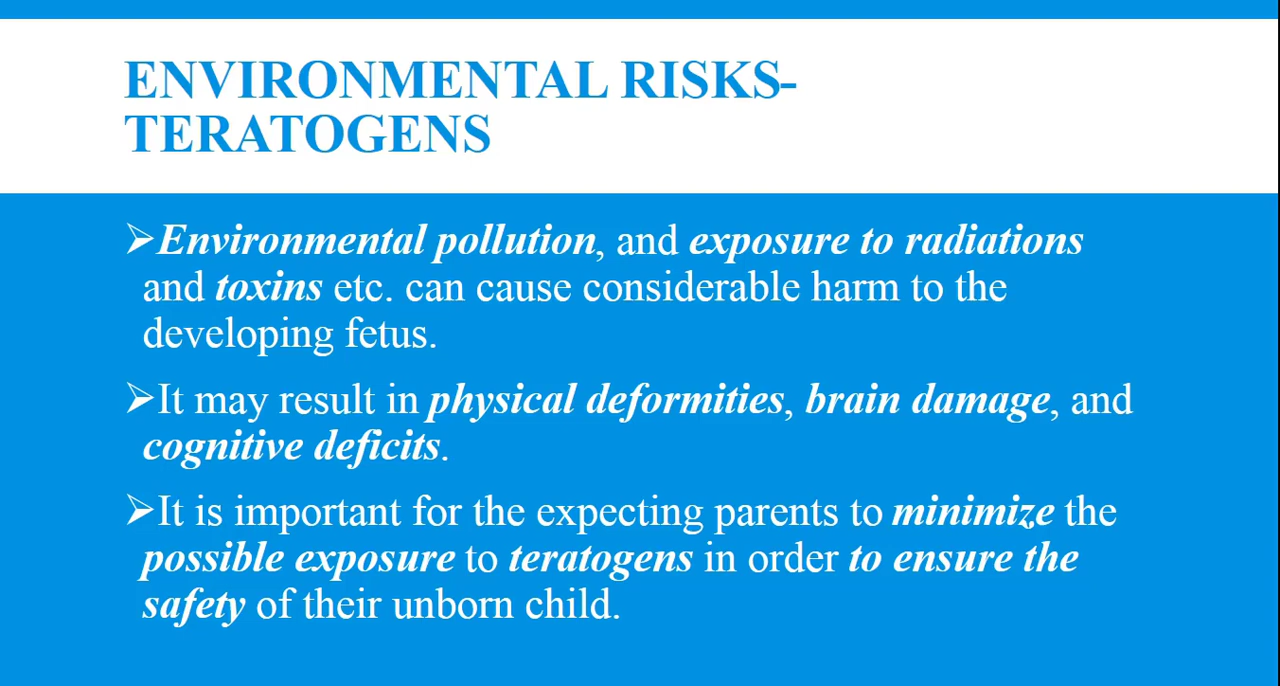 ENVIRONMENTAL RISKS-
TERATOGENS
➢Environmental pollution, and exposure to radiations
and toxins etc. can cause considerable harm to the
developing fetus.
➢It may result in physical deformities, brain damage, and
cognitive deficits.
➢It is important for the expecting parents to minimize the
possible exposure to teratogens in order to ensure the
safety of their unborn child.